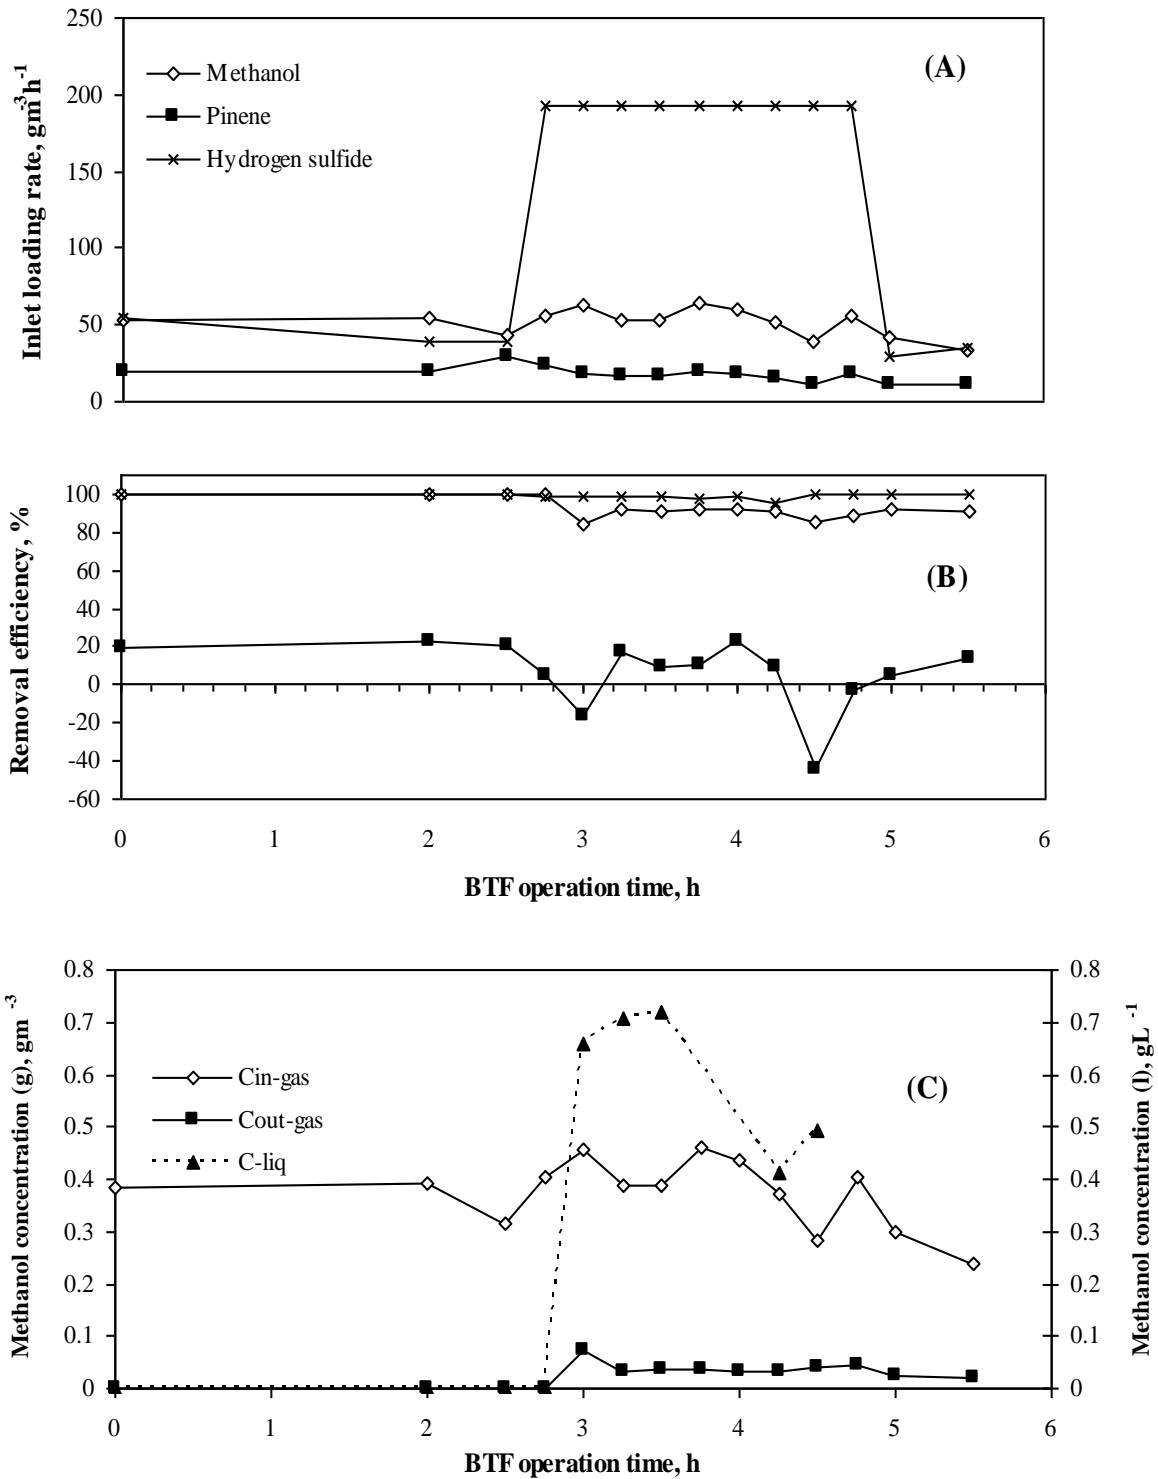 250
200
150
100
50
0
Inlet loading rate, gm-3h-1
Methanol
Pinene
Hydrogen sulfide
(A)
100
80
60
40
20
0
-20
-40
-60
Removal efficiency, %
(B)
0 1 2 3 4 5 6
BTF operation time, h
0.8
0.7
0.6
0.5
0.4
0.3
0.2
0.1
0
Methanol concentration (g), gm-3
Cin-gas
Cout-gas
C-liq
(C)
0.8
0.7
0.6
0.5
0.4
0.3
0.2
0.1
0
Methanol concentration (l), gL-1
0 1 2 3 4 5 6
BTF operation time, h